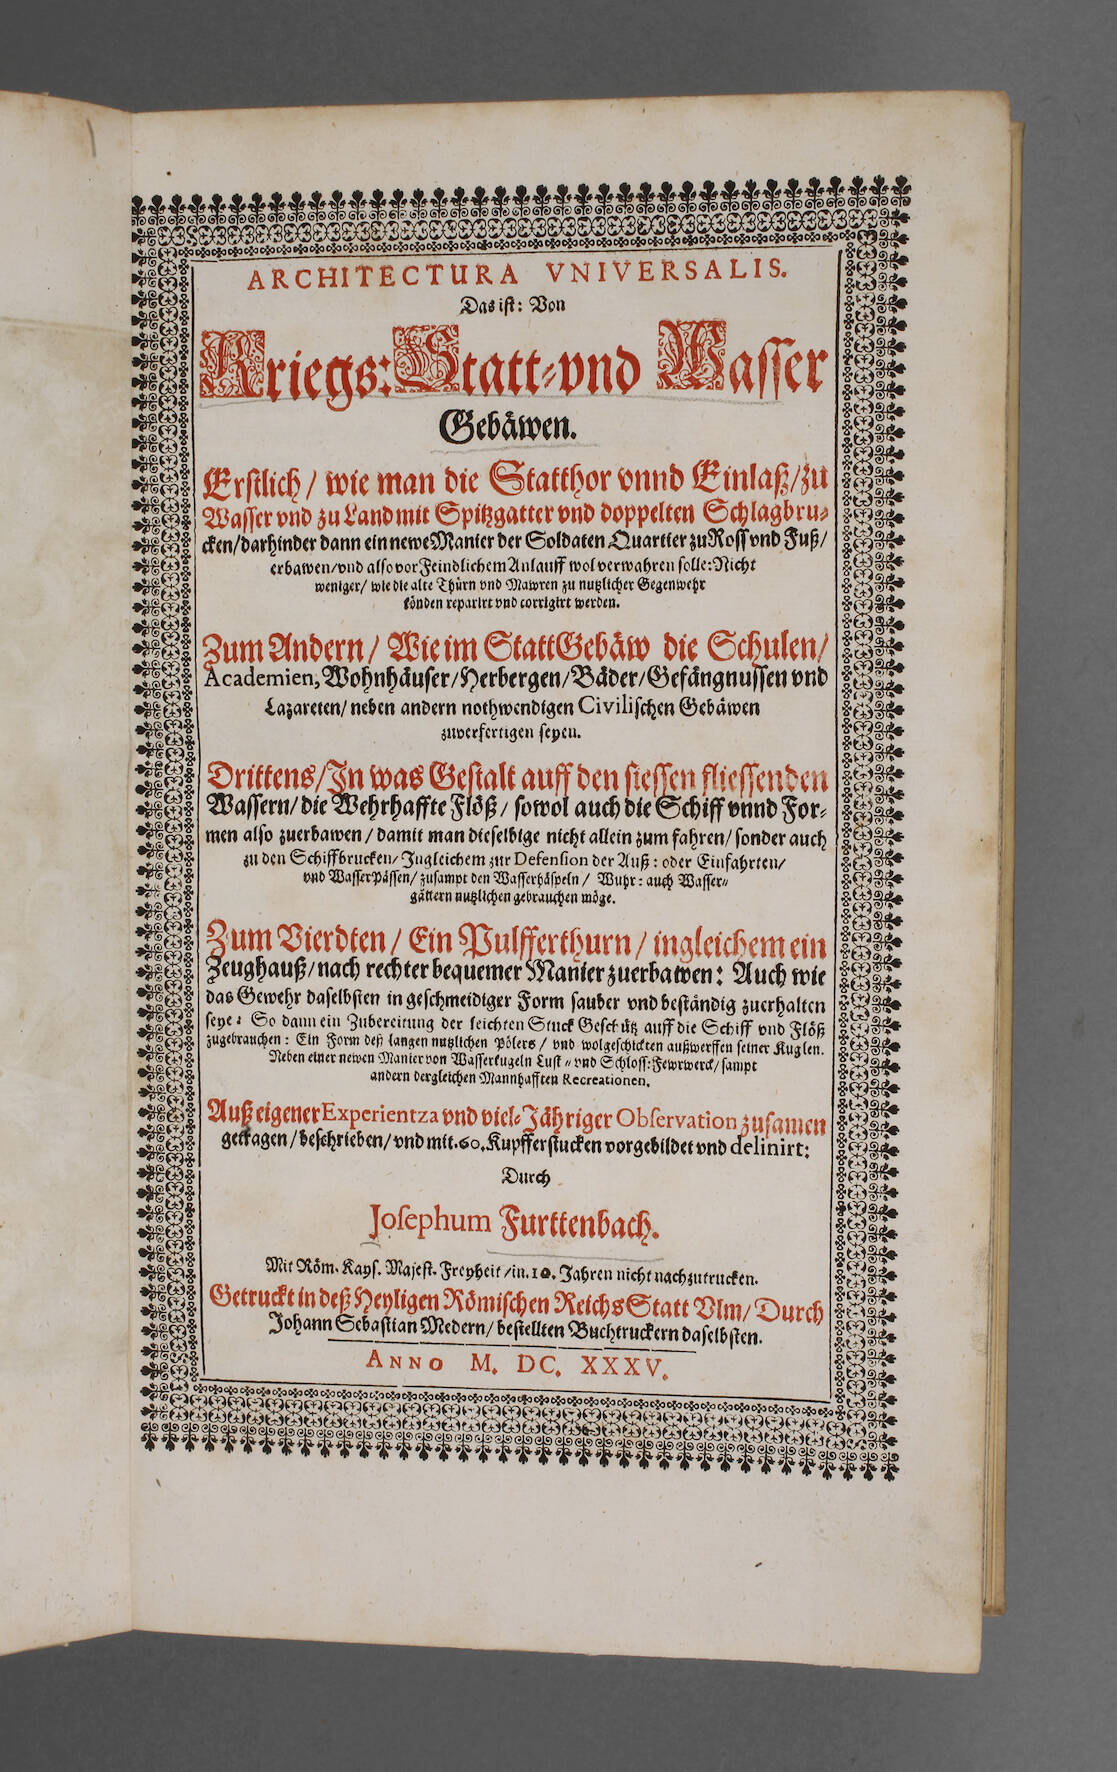 ARCHITECTURA VNIVERSALIS.
Das ist: Von
Kriegs: Statt- vnd Wasser
Gebäwen.
Erstlich / wie man die Statthor vnnd Einlaß / zu
Wasser vnd zu Land mit Spitzgatter vnd doppelten Schlagbru-
cken / darhinder dann ein newe Manier der Soldaten Quartier zu Ross vnd Fuß /
erbawen / vnd also vor Feindlichem Anlauff wol verwahren solle: Nicht
weniger / wie die alte Thürn vnd Mawren zu nutzlicher Gegenwehr
könden reparirt vnd corrigirt werden.
Zum Andern / Wie im Statt Gebäw die Schulen /
Academien, Wohnhäuser / Herbergen / Bäder / Gefängnussen vnd
Lazareten / neben andern nothwendigen Civilischen Gebäwen
zuverfertigen seyen.
Drittens / In was Gestalt auff den siessen fliessenden
Wassern / die Wehrhaffte Flöß / sowol auch die Schiff vnnd For-
men also zuerbawen / damit man dieselbige nicht allein zum fahren / sonder auch
zu den Schiffbrucken / Ingleichem zur Defension der Auß: oder Einfahrten /
vnd Wasser Pässen / zusampt den Wasserhäspeln / Wuhr: auch Wasser-
gättern nutzlichen gebrauchen möge.
Zum Vierdten / Ein Pulfferthurn / ingleichem ein
Zeughauß / nach rechter bequemer Manier zuerbawen: Auch wie
das Gewehr daselbsten in geschmeidiger Form sauber vnd beständig zuerhalten
seye: So dann ein Zubereitung der leichten Stuck Geschütz auff die Schiff vnd Flöß
zugebrauchen: Ein Form deß langen nutzlichen Pölers / vnd wolgeschickten außwerffen seiner Kuglen.
Neben einer newen Manier von Wasserkugeln Lust- vnd Schloss: Fewrwerck / sampt
andern dergleichen Mannhafften Recreationen.
Auß eigener Experientza vnd viel-Jähriger Observation zusamen
getragen / beschrieben / vnd mit. 60. Kupfferstucken vorgebildet vnd delinirt:
Durch
Josephum Furttenbach.
Mit Röm. Kays. Majest. Freyheit / in. 10. Jahren nicht nachzutrucken.
Getruckt in deß Heyligen Römischen Reichs Statt Vlm / Durch
Johann Sebastian Medern / bestellten Buchtruckern daselbsten.
ANNO M. DC. XXXV.